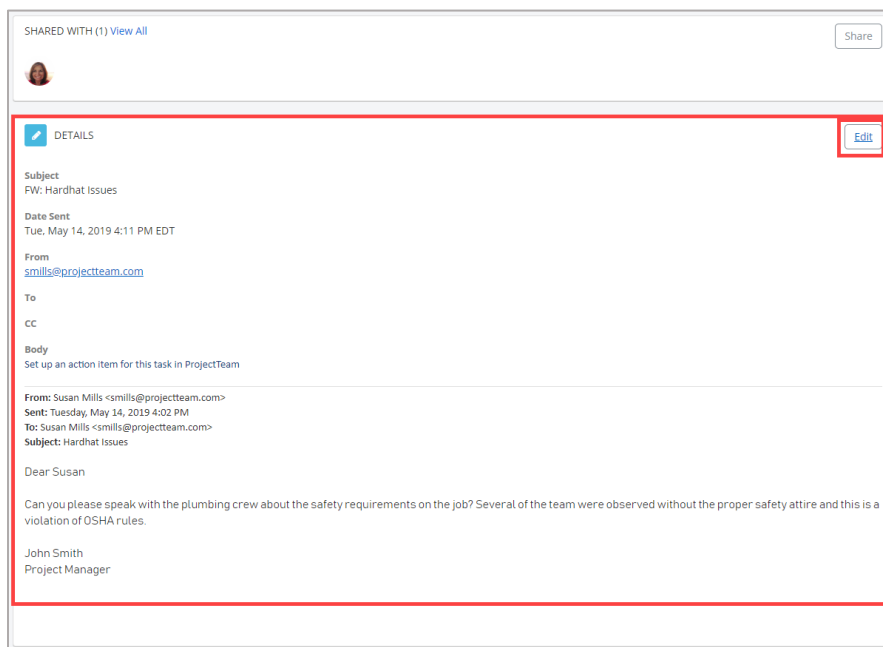 SHARED WITH (1) View All
Share
DETAILS
Edit
Subject
FW: Hardhat Issues
Date Sent
Tue, May 14, 2019 4:11 PM EDT
From
smills@projectteam.com
To
CC
Body
Set up an action item for this task in ProjectTeam
From: Susan Mills <smills@projectteam.com>
Sent: Tuesday, May 14, 2019 4:02 PM
To: Susan Mills <smills@projectteam.com>
Subject: Hardhat Issues
Dear Susan
Can you please speak with the plumbing crew about the safety requirements on the job? Several of the team were observed without the proper safety attire and this is a
violation of OSHA rules.
John Smith
Project Manager